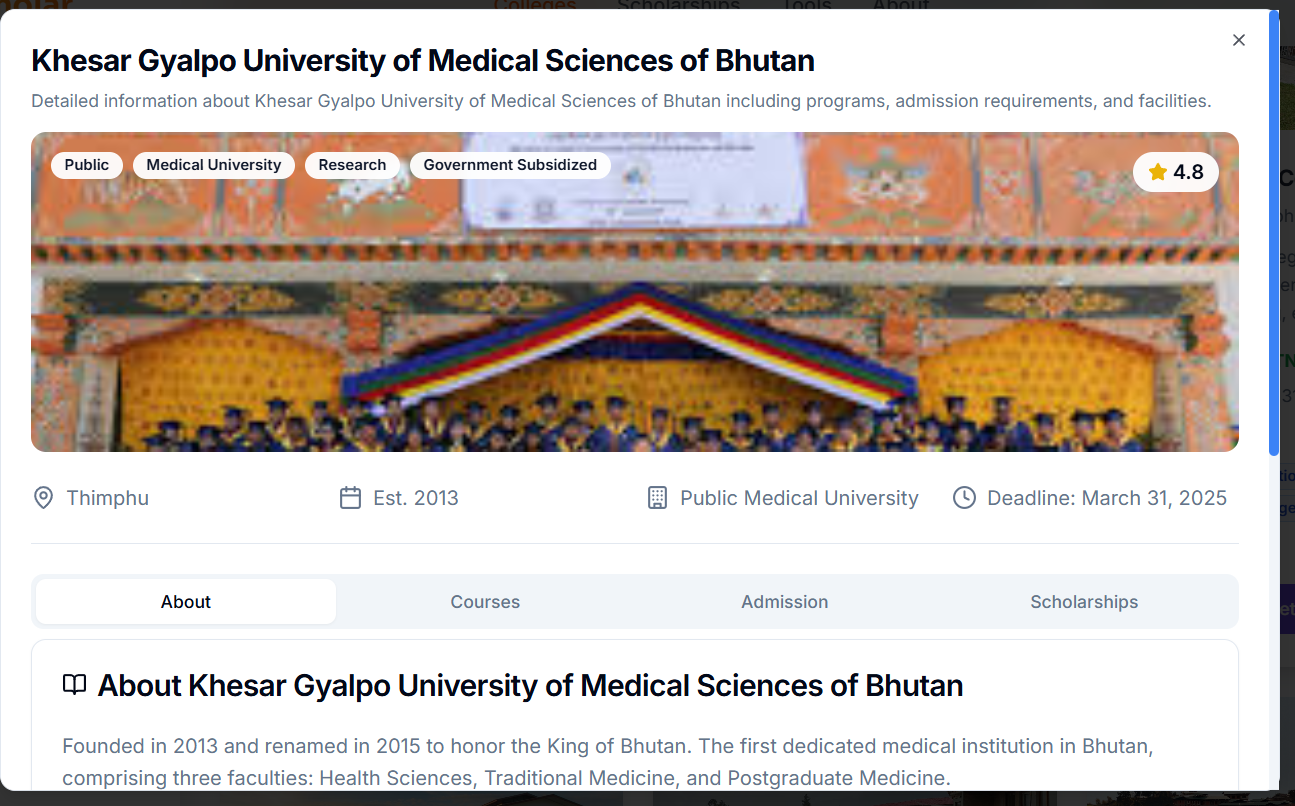 Colleges Scholarships Tools About
Khesar Gyalpo University of Medical Sciences of Bhutan
Detailed information about Khesar Gyalpo University of Medical Sciences of Bhutan including programs, admission requirements, and facilities.
Public Medical University Research Government Subsidized 4.8
Thimphu Est. 2013 Public Medical University Deadline: March 31, 2025
About Courses Admission Scholarships
About Khesar Gyalpo University of Medical Sciences of Bhutan
Founded in 2013 and renamed in 2015 to honor the King of Bhutan. The first dedicated medical institution in Bhutan,
comprising three faculties: Health Sciences, Traditional Medicine, and Postgraduate Medicine.